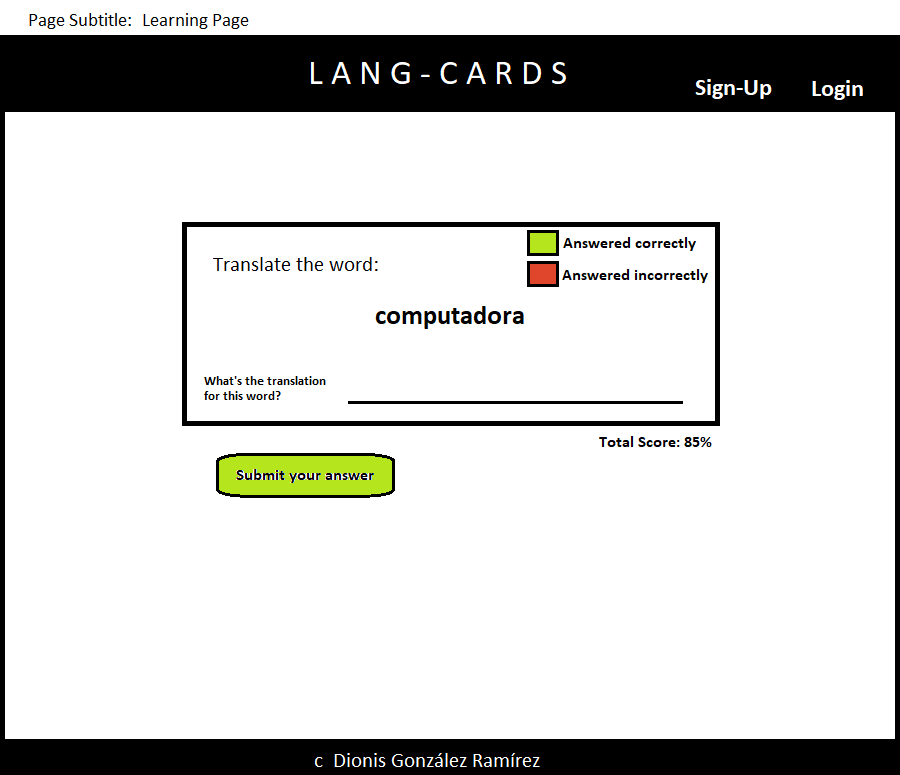 Page Subtitle: Learning Page
LANG-CARDS
Sign-Up Login
Answered correctly
Translate the word:
Answered incorrectly
computadora
What's the translation
for this word?
Total Score: 85%
Submit your answer
c Dionis González Ramírez